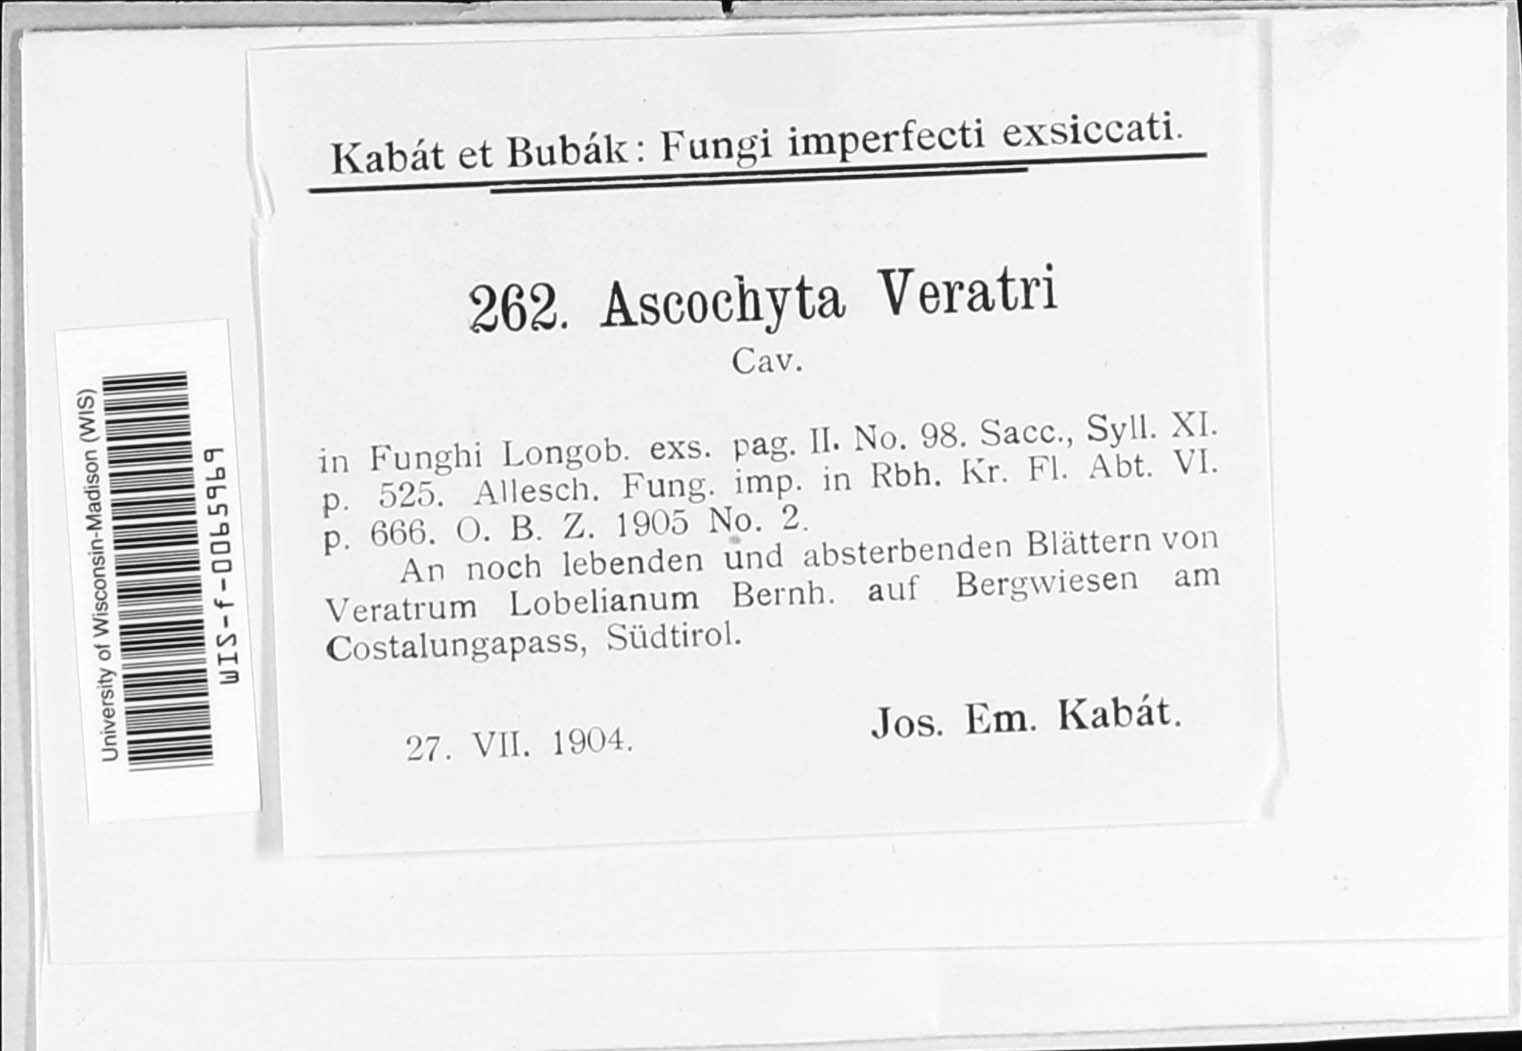 Kabát et Bubák: Fungi imperfecti exsiccati.
262. Ascochyta Veratri
Cav.
in Funghi Longob. exs. pag. II. No. 98. Sacc., Syll. XI.
p. 525. Allesch. Fung. imp. in Rbh. Kr. Fl. Abt. VI.
p. 666. O. B. Z. 1905 No. 2.
An noch lebenden und absterbenden Blättern von
Veratrum Lobelianum Bernh. auf Bergwiesen am
Costalungapass, Südtirol.
27. VII. 1904.
Jos. Em. Kabát.
University of Wisconsin-Madison (WIS)
WIS-f-0065969